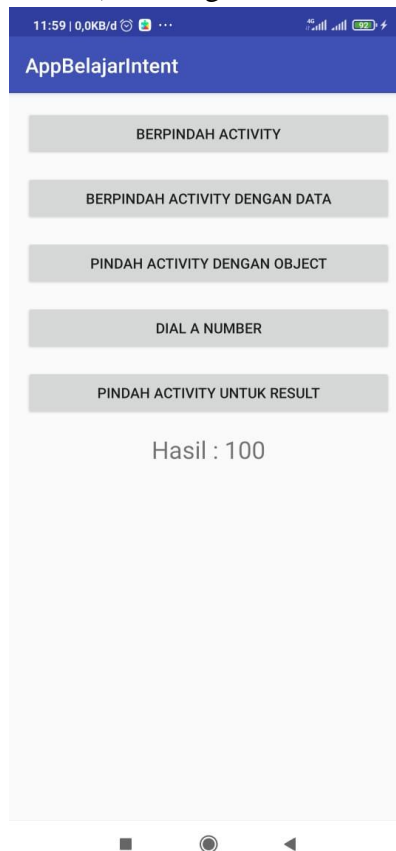 11:59 | 0,0KB/d ... 4G 92
AppBelajarIntent
BERPINDAH ACTIVITY
BERPINDAH ACTIVITY DENGAN DATA
PINDAH ACTIVITY DENGAN OBJECT
DIAL A NUMBER
PINDAH ACTIVITY UNTUK RESULT
Hasil : 100